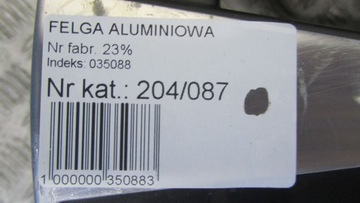 FELGA ALUMINIOWA
Nr fabr. 23%
Indeks: 035088
Nr kat.: 204/087
1 000000 350883